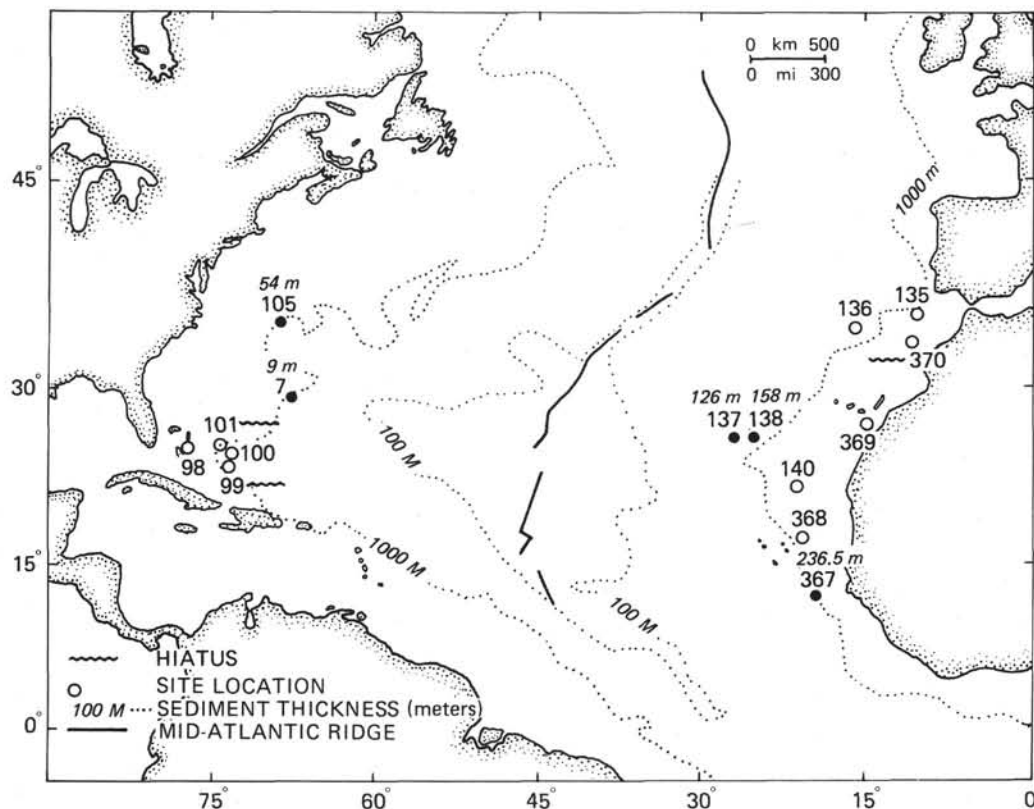 0 km 500
0 mi 300
45°
30°
15°
0°
1000 m
54 m
105
9 m
7
101
100
98
99
136
135
370
126 m 158 m
137 138
369
140
368
236.5 m
367
100 M
1000 M
100 M
HIATUS
SITE LOCATION
100 M SEDIMENT THICKNESS (meters)
MID-ATLANTIC RIDGE
75° 60° 45° 30° 15° 0